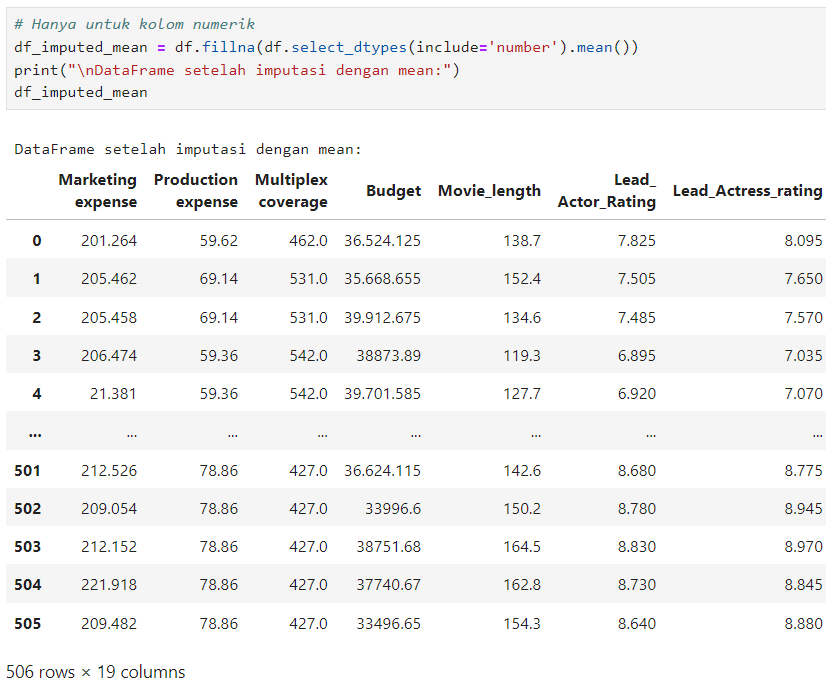 # Hanya untuk kolom numerik
df_imputed_mean = df.fillna(df.select_dtypes(include='number').mean())
print("\nDataFrame setelah imputasi dengan mean:")
df_imputed_mean
DataFrame setelah imputasi dengan mean:
Marketing expense Production expense Multiplex coverage Budget Movie_length Lead_ Actor_Rating Lead_Actress_rating
0 201.264 59.62 462.0 36.524.125 138.7 7.825 8.095
1 205.462 69.14 531.0 35.668.655 152.4 7.505 7.650
2 205.458 69.14 531.0 39.912.675 134.6 7.485 7.570
3 206.474 59.36 542.0 38873.89 119.3 6.895 7.035
4 21.381 59.36 542.0 39.701.585 127.7 6.920 7.070
... ... ... ... ... ... ... ...
501 212.526 78.86 427.0 36.624.115 142.6 8.680 8.775
502 209.054 78.86 427.0 33996.6 150.2 8.780 8.945
503 212.152 78.86 427.0 38751.68 164.5 8.830 8.970
504 221.918 78.86 427.0 37740.67 162.8 8.730 8.845
505 209.482 78.86 427.0 33496.65 154.3 8.640 8.880
506 rows × 19 columns